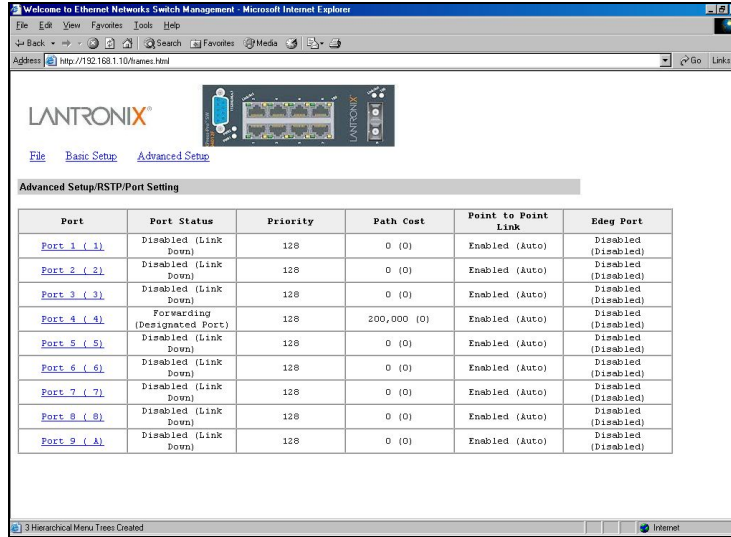 Welcome to Ethernet Networks Switch Management - Microsoft Internet Explorer
File Edit View Favorites Tools Help
Back Search Favorites Media
Address http://192.168.1.10/frames.html Go Links
LANTRONIX®
LANTRONIX
File Basic Setup Advanced Setup
Advanced Setup/RSTP/Port Setting
Port Port Status Priority Path Cost Point to Point Link Edeg Port
Port 1 ( 1) Disabled (Link Down) 128 0 (0) Enabled (Auto) Disabled (Disabled)
Port 2 ( 2) Disabled (Link Down) 128 0 (0) Enabled (Auto) Disabled (Disabled)
Port 3 ( 3) Disabled (Link Down) 128 0 (0) Enabled (Auto) Disabled (Disabled)
Port 4 ( 4) Forwarding (Designated Port) 128 200,000 (0) Enabled (Auto) Disabled (Disabled)
Port 5 ( 5) Disabled (Link Down) 128 0 (0) Enabled (Auto) Disabled (Disabled)
Port 6 ( 6) Disabled (Link Down) 128 0 (0) Enabled (Auto) Disabled (Disabled)
Port 7 ( 7) Disabled (Link Down) 128 0 (0) Enabled (Auto) Disabled (Disabled)
Port 8 ( 8) Disabled (Link Down) 128 0 (0) Enabled (Auto) Disabled (Disabled)
Port 9 ( A) Disabled (Link Down) 128 0 (0) Enabled (Auto) Disabled (Disabled)
3 Hierarchical Menu Trees Created Internet